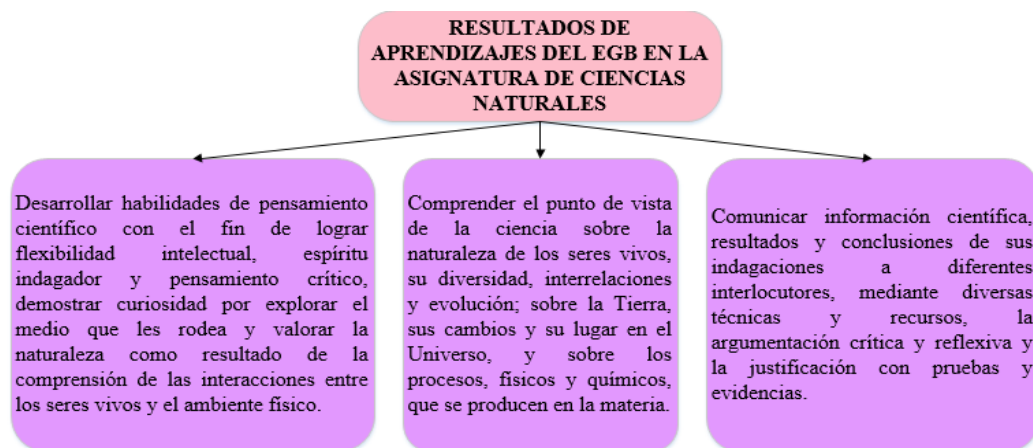 RESULTADOS DE
APRENDIZAJES DEL EGB EN LA
ASIGNATURA DE CIENCIAS
NATURALES
Desarrollar habilidades de pensamiento
científico con el fin de lograr
flexibilidad intelectual, espíritu
indagador y pensamiento crítico,
demostrar curiosidad por explorar el
medio que les rodea y valorar la
naturaleza como resultado de la
comprensión de las interacciones entre
los seres vivos y el ambiente físico.
Comprender el punto de vista
de la ciencia sobre la
naturaleza de los seres vivos,
su diversidad, interrelaciones
y evolución; sobre la Tierra,
sus cambios y su lugar en el
Universo, y sobre los
procesos, físicos y químicos,
que se producen en la materia.
Comunicar información científica,
resultados y conclusiones de sus
indagaciones a diferentes
interlocutores, mediante diversas
técnicas y recursos, la
argumentación crítica y reflexiva y
la justificación con pruebas y
evidencias.